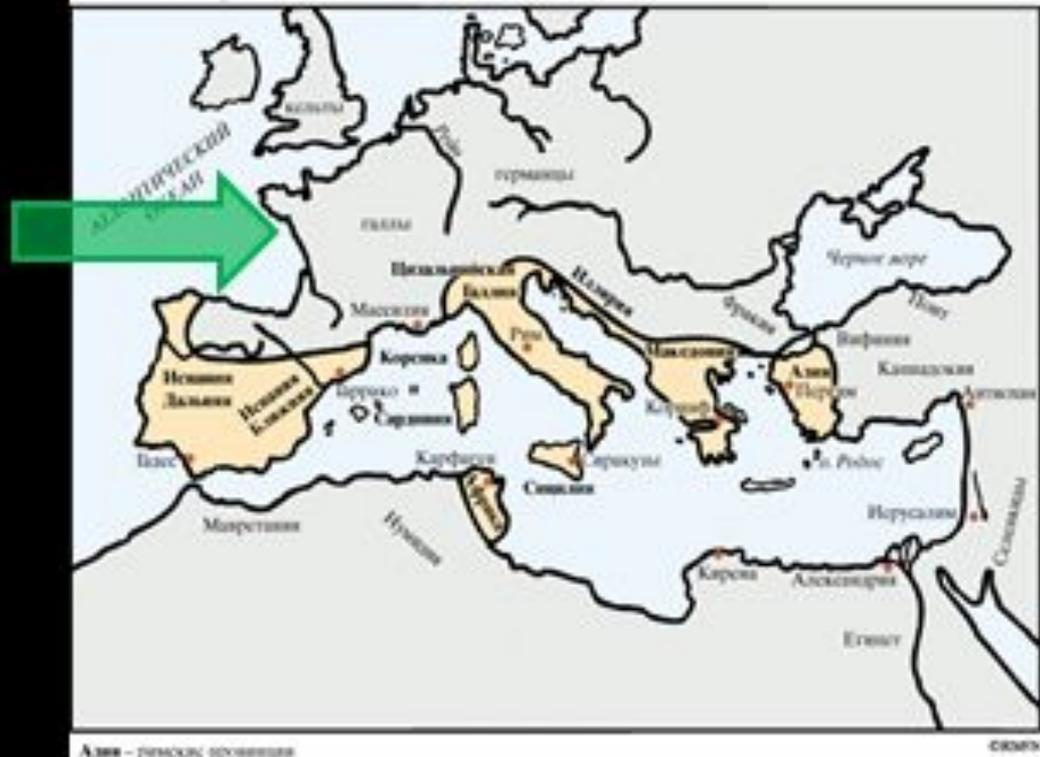 кельты
АТЛАНТИЧЕСКИЙ
ОКЕАН
Рейн
германцы
галлы
Цизальпийская
Галлия
Иллирия
Черное море
Фракия
Понт
Массилия
Рим
Македония
Вифиния
Корсика
Азия
Каппадокия
Испания
Дальняя
Испания
Ближняя
Тарракo
Сардиния
Коринф
Пергам
Антиохия
Гадес
Карфаген
Сиракузы
о. Родос
Сицилия
Африка
Мавретания
Нумидия
Иерусалим
Селевкиды
Кирена
Александрия
Египет
Азия – римские провинции